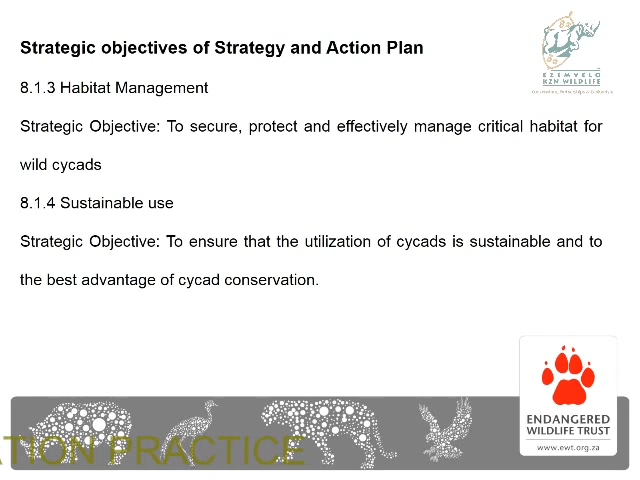 Strategic objectives of Strategy and Action Plan
EZEMVELO
KZN WILDLIFE
8.1.3 Habitat Management
Strategic Objective: To secure, protect and effectively manage critical habitat for
wild cycads
8.1.4 Sustainable use
Strategic Objective: To ensure that the utilization of cycads is sustainable and to
the best advantage of cycad conservation.
ENDANGERED
WILDLIFE TRUST
www.ewt.org.za
ATION PRACTICE